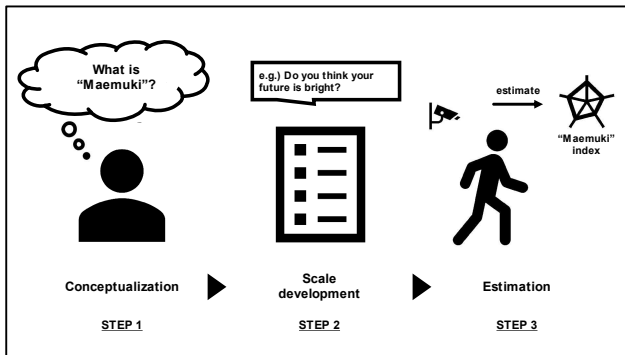 What is
“Maemuki”?
e.g.) Do you think your
future is bright?
estimate
“Maemuki”
index
Conceptualization
Scale
development
Estimation
STEP 1
STEP 2
STEP 3